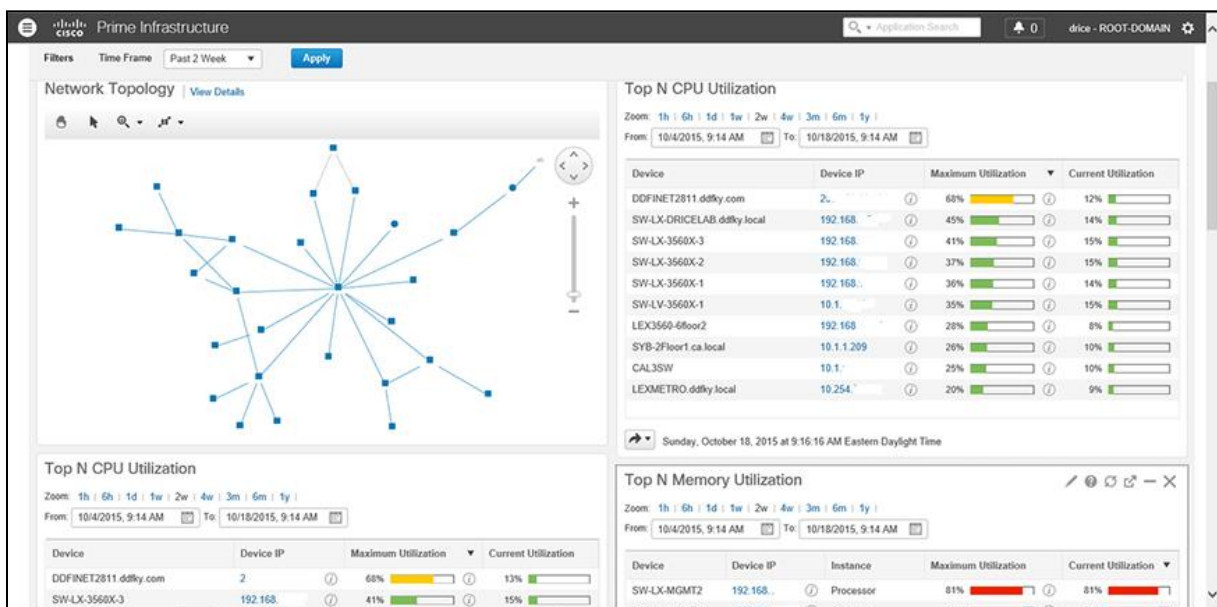 cisco Prime Infrastructure
Application Search
0
drice - ROOT-DOMAIN
Filters Time Frame Past 2 Week Apply
Network Topology | View Details
Top N CPU Utilization
Zoom: 1h | 6h | 1d | 1w | 2w | 4w | 3m | 6m | 1y |
From: 10/4/2015, 9:14 AM To: 10/18/2015, 9:14 AM
Device Device IP Maximum Utilization Current Utilization
DDFINET2811.ddfky.com 68% 12%
SW-LX-DRICELAB.ddfky.local 192.168. 45% 14%
SW-LX-3560X-3 192.168. 41% 15%
SW-LX-3560X-2 192.168. 37% 15%
SW-LX-3560X-1 192.168. 36% 14%
SW-LV-3560X-1 10.1. 35% 15%
LEX3560-6floor2 192.168 28% 8%
SYB-2Floor1.ca.local 10.1.1.209 26% 10%
CAL3SW 10.1. 25% 10%
LEXMETRO.ddfky.local 10.254. 20% 9%
Sunday, October 18, 2015 at 9:16:16 AM Eastern Daylight Time
Top N CPU Utilization
Zoom: 1h | 6h | 1d | 1w | 2w | 4w | 3m | 6m | 1y |
From: 10/4/2015, 9:14 AM To: 10/18/2015, 9:14 AM
Device Device IP Maximum Utilization Current Utilization
DDFINET2811.ddfky.com 2 68% 13%
SW-LX-3560X-3 192.168. 41% 15%
Top N Memory Utilization
Zoom: 1h | 6h | 1d | 1w | 2w | 4w | 3m | 6m | 1y |
From: 10/4/2015, 9:14 AM To: 10/18/2015, 9:14 AM
Device Device IP Instance Maximum Utilization Current Utilization
SW-LX-MGMT2 192.168. Processor 81% 81%